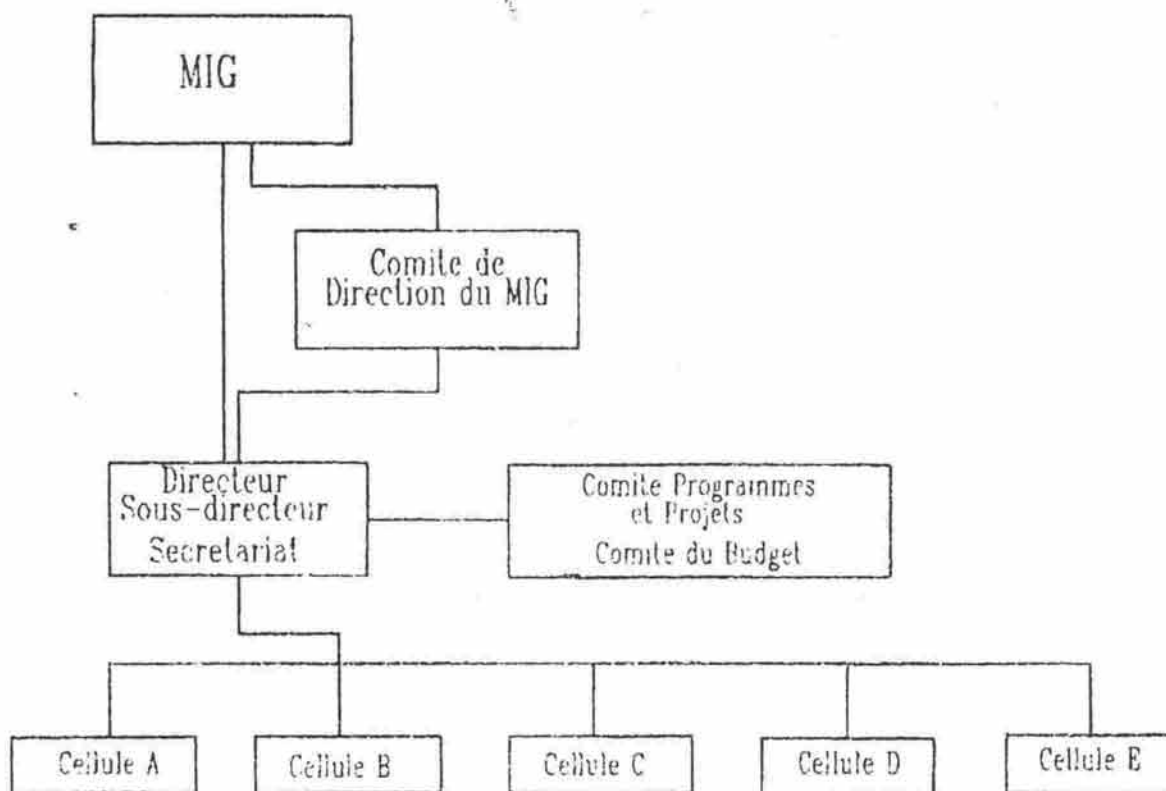 MIG
Comite de
Direction du MIG
Directeur
Sous-directeur
Secretariat
Comite Programmes
et Projets
Comite du Budget
Cellule A
Cellule B
Cellule C
Cellule D
Cellule E